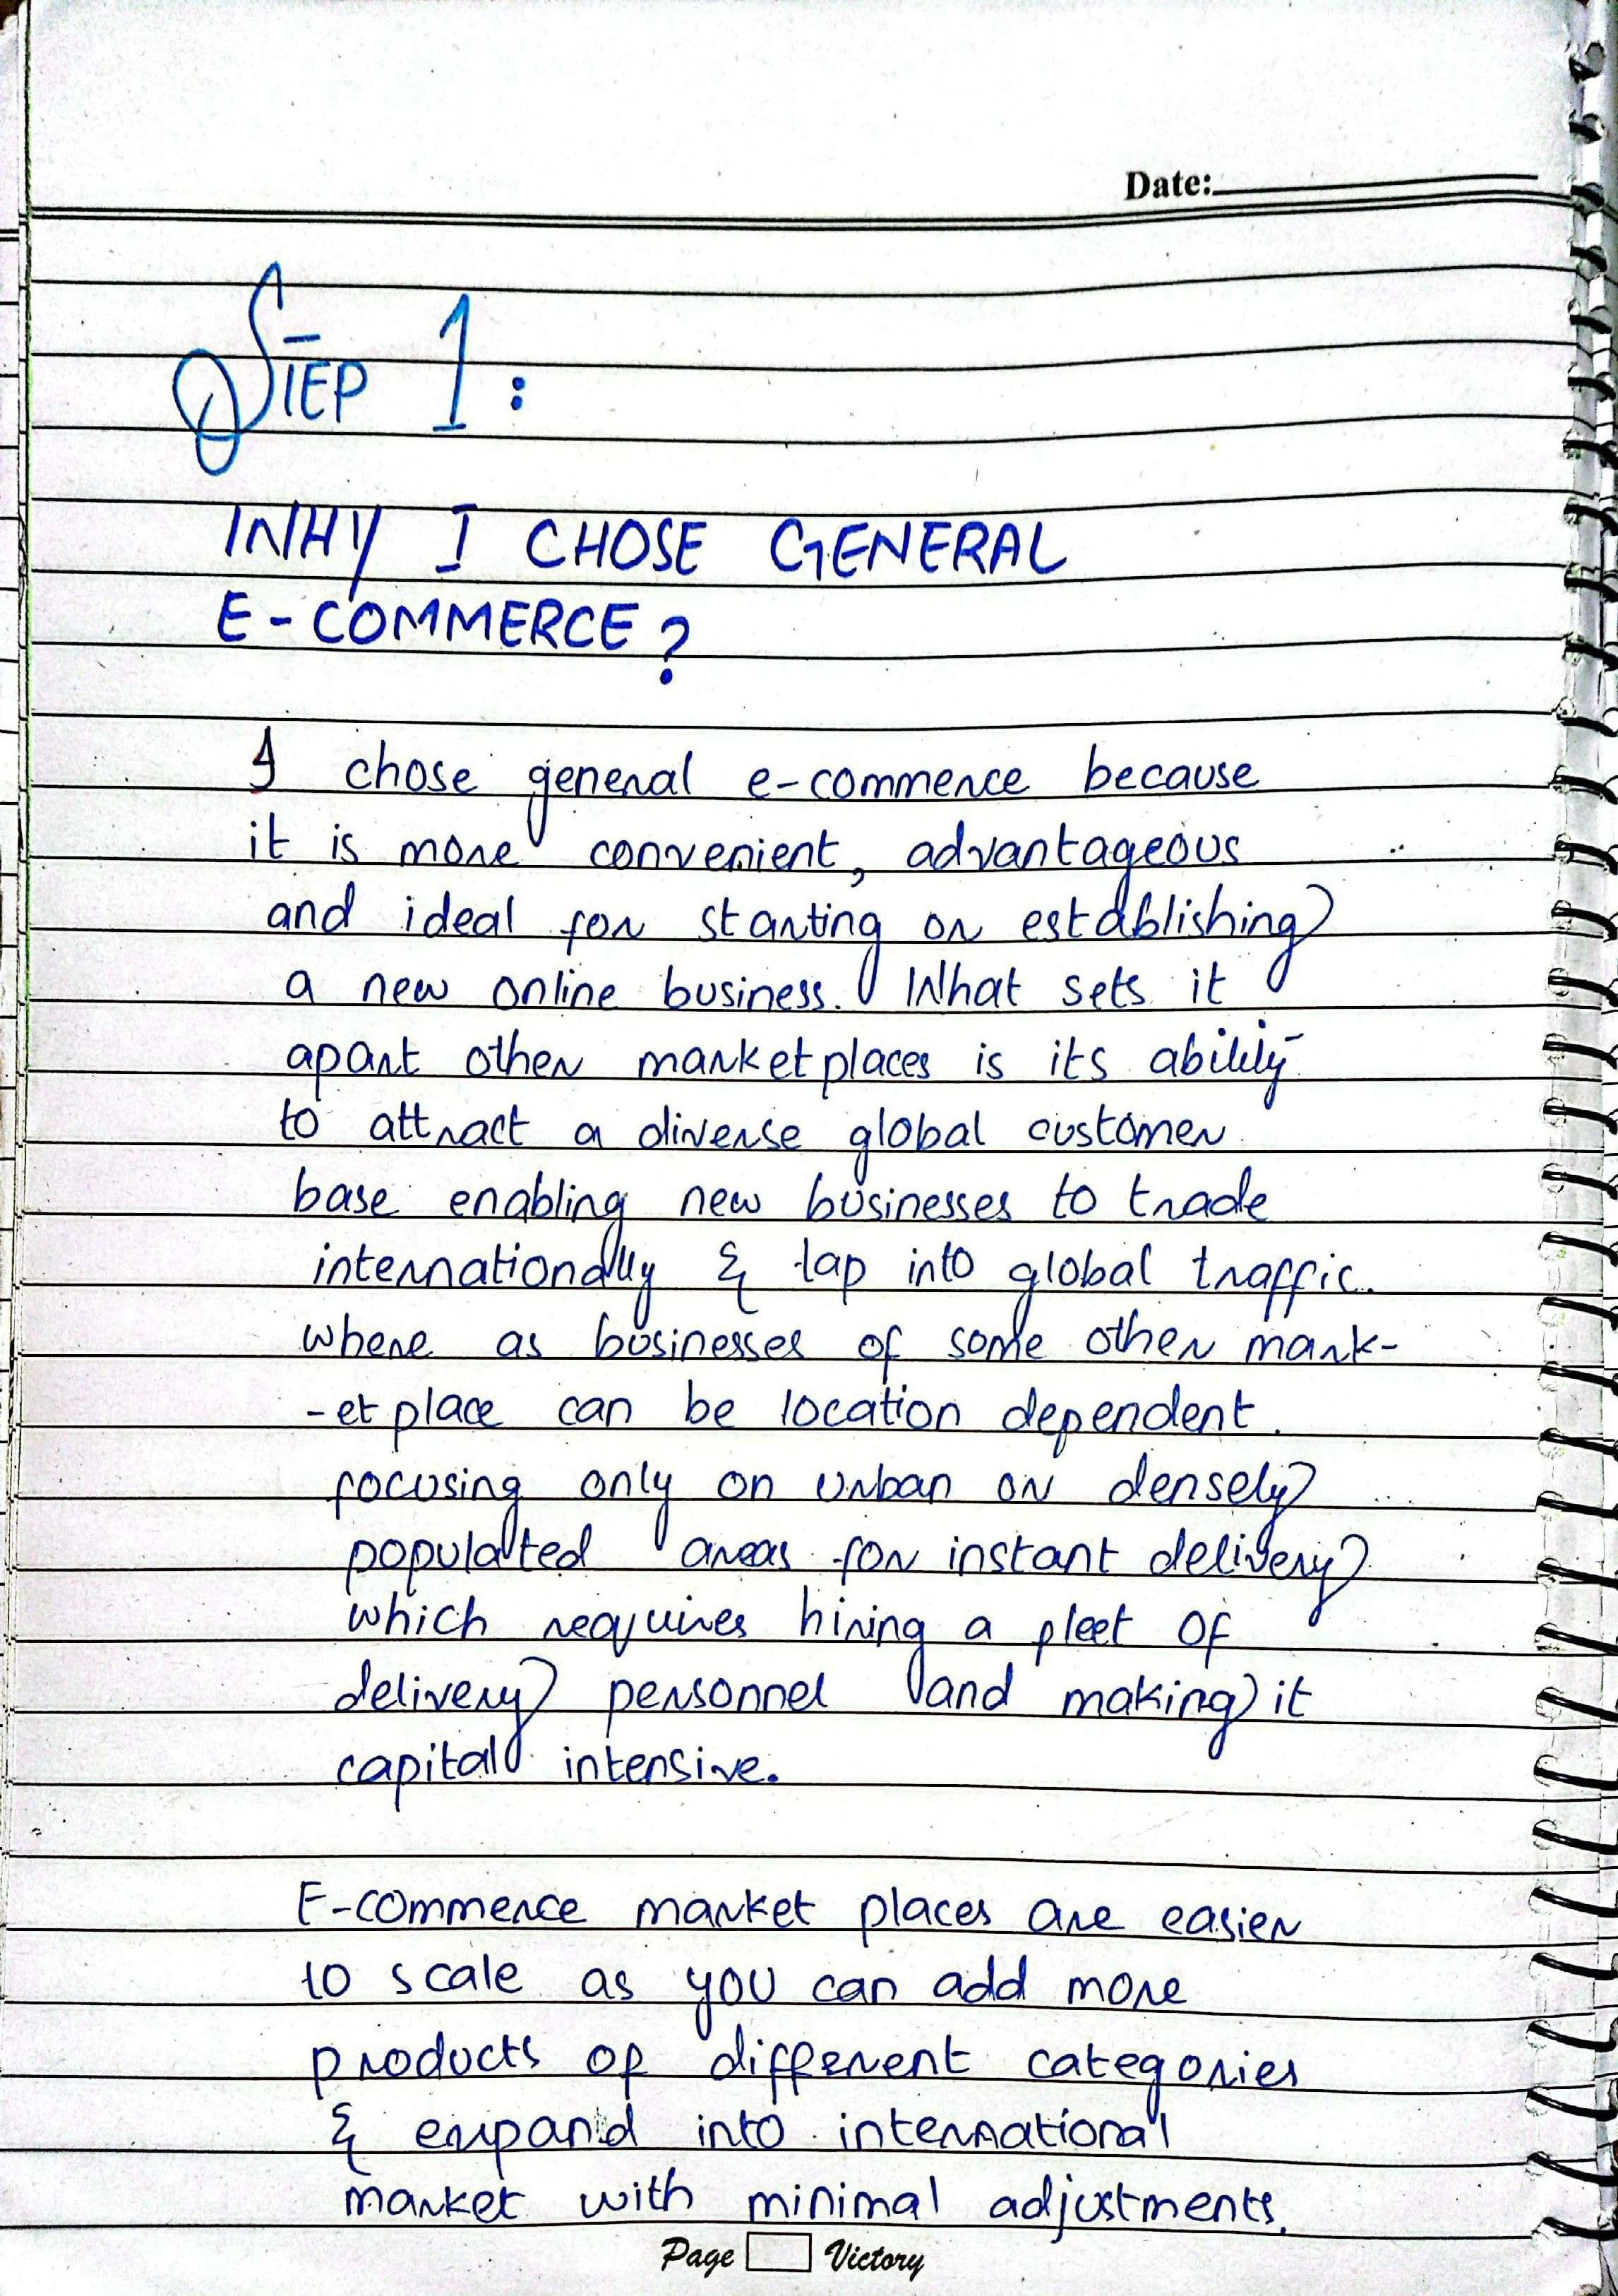 Date:
STEP 1:
WHY I CHOSE GENERAL
E-COMMERCE?
I chose general e-commerce because
it is more convenient, advantageous
and ideal for starting or establishing
a new online business. What sets it
apart other marketplaces is its ability
to attract a diverse global customer
base enabling new businesses to trade
internationally & tap into global traffic.
where as businesses of some other mark-
-etplace can be location dependent.
focusing only on urban or densely
populated areas for instant delivery
which requires hiring a fleet of
delivery personnel and making it
capital intensive.
E-commerce market places are easier
to scale as you can add more
products of different categories
& expand into international
market with minimal adjustments.
Page Victory